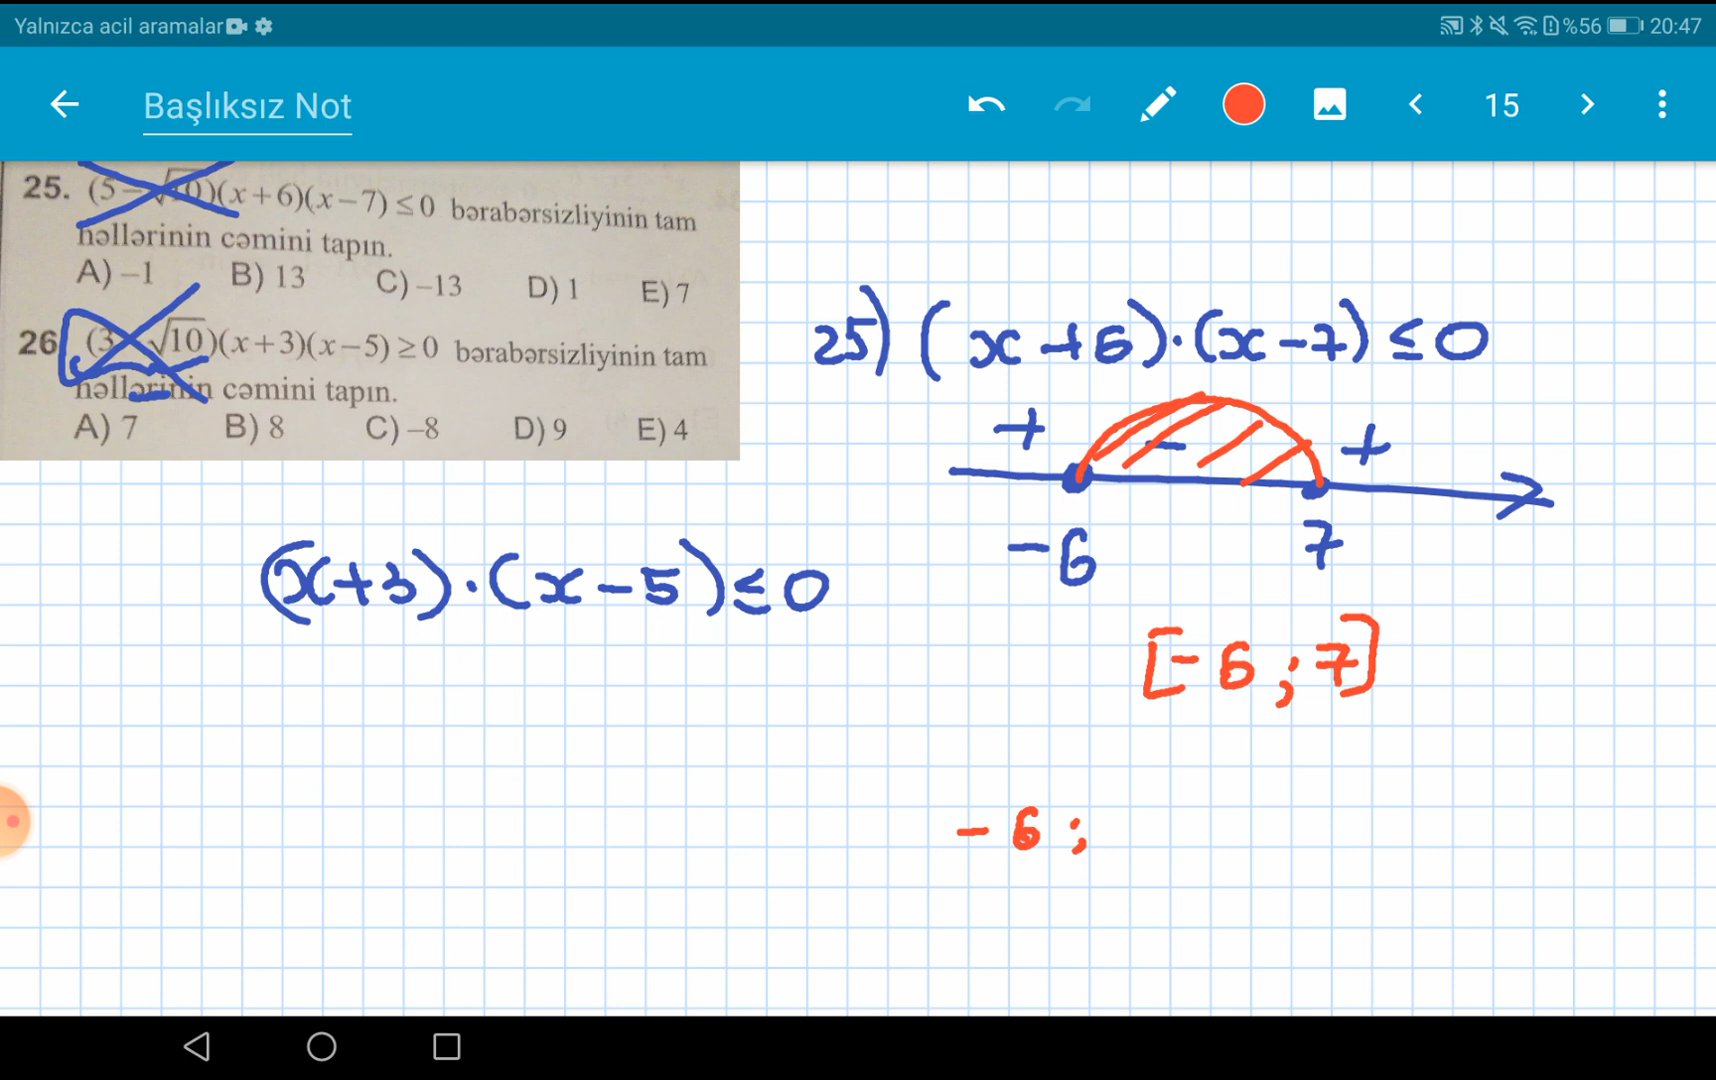 Yalnızca acil aramalar %56 20:47
Başlıksız Not 15
25. (5−√10)(x+6)(x−7)≤0 bərabərsizliyinin tam
həllərinin cəmini tapın.
A) −1 B) 13 C) −13 D) 1 E) 7
26 (3 √10)(x+3)(x−5)≥0 bərabərsizliyinin tam
həllərinin cəmini tapın.
A) 7 B) 8 C) −8 D) 9 E) 4
25) (x+6)·(x−7)≤0
+ − +
−6 7
(x+3)·(x−5)≤0
[−6;7]
−6;